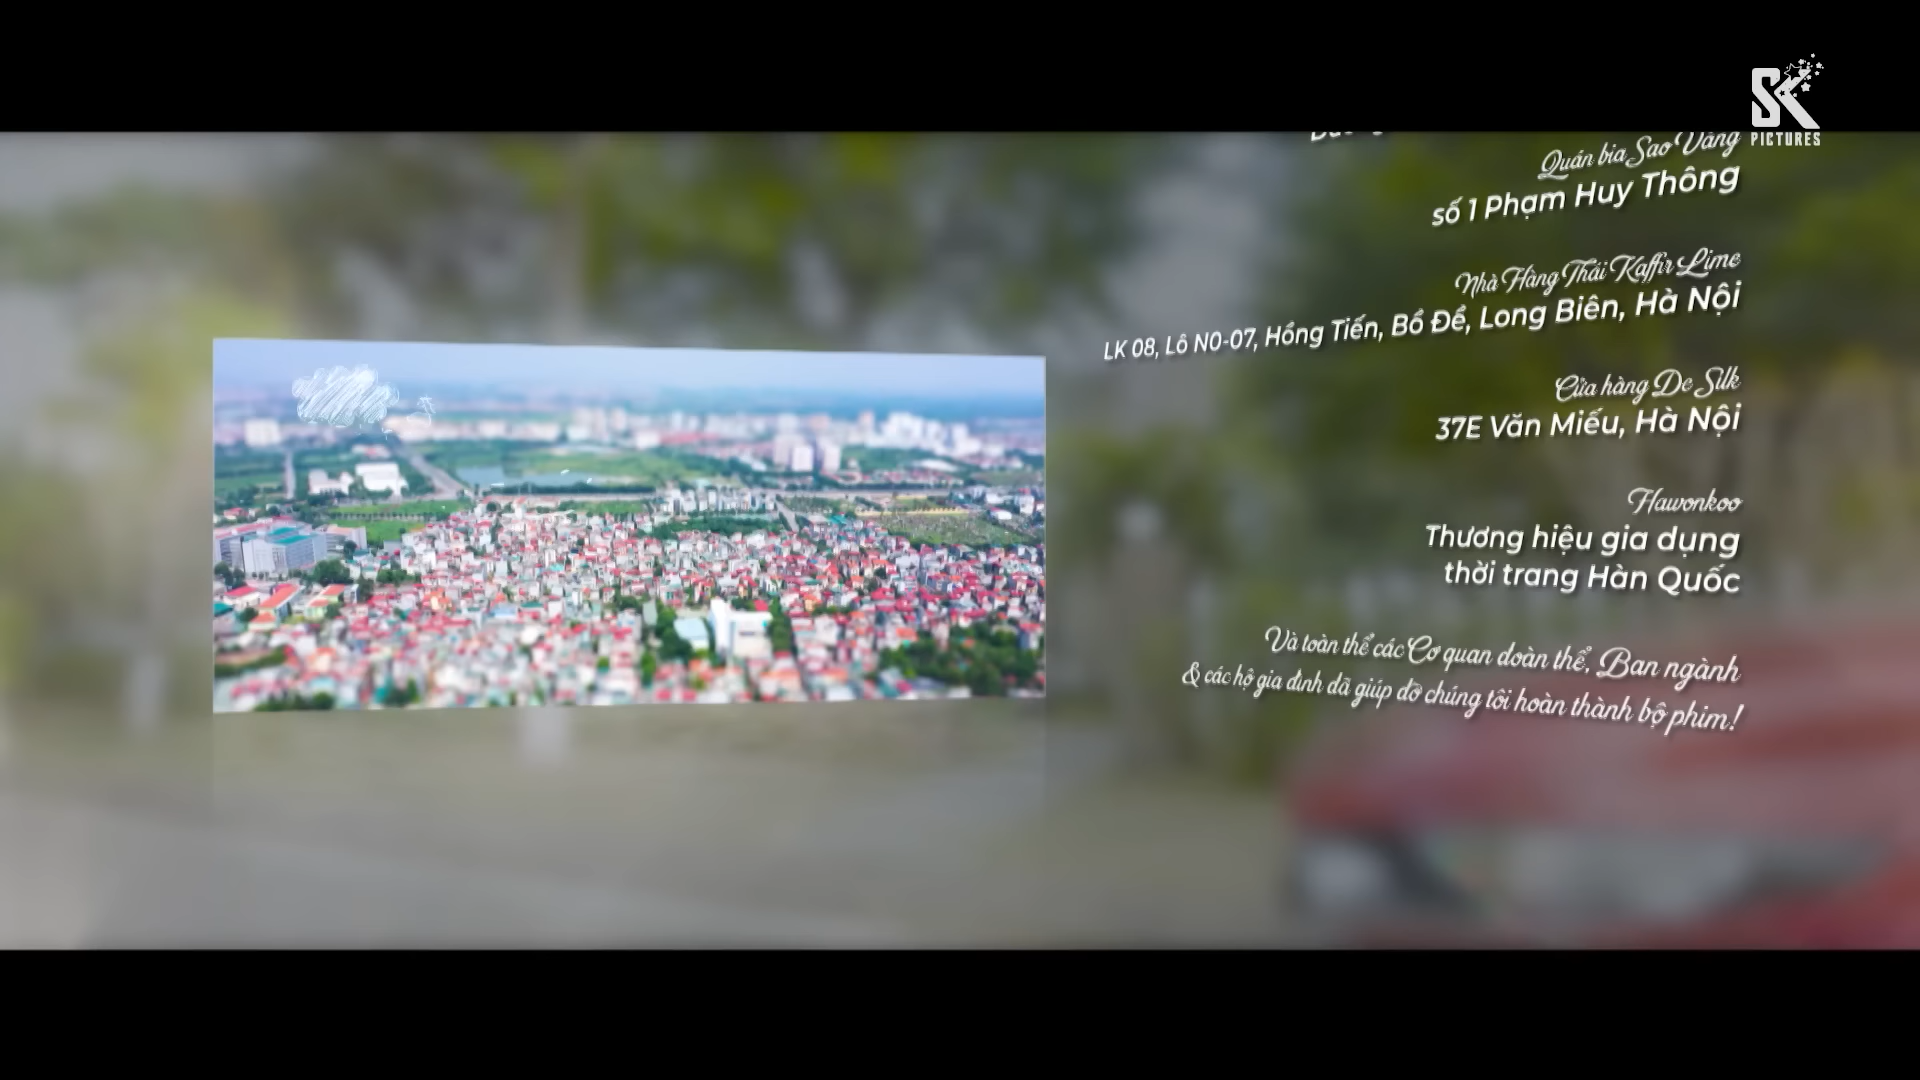 SK
PICTURES
Quán bia Sao Vàng
số 1 Phạm Huy Thông
Nhà Hàng Thái Kaffir Lime
LK 08, Lô N0-07, Hồng Tiến, Bồ Đề, Long Biên, Hà Nội
Cửa hàng De Silk
37E Văn Miếu, Hà Nội
Hawonkoo
Thương hiệu gia dụng
thời trang Hàn Quốc
Và toàn thể các Cơ quan đoàn thể, Ban ngành
& các hộ gia đình đã giúp đỡ chúng tôi hoàn thành bộ phim!